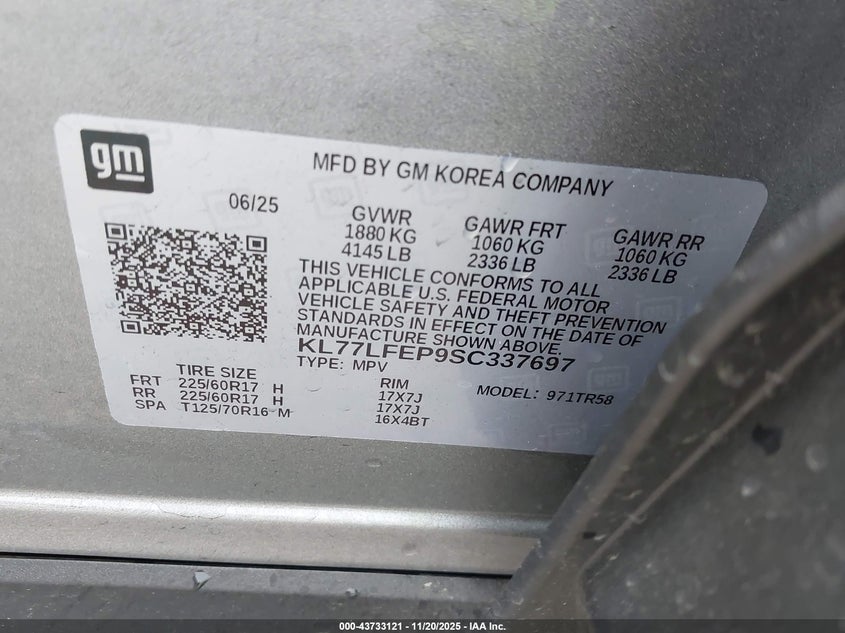 gm
MFD BY GM KOREA COMPANY
06/25
GVWR GAWR FRT GAWR RR
1880 KG 1060 KG 1060 KG
4145 LB 2336 LB 2336 LB
THIS VEHICLE CONFORMS TO ALL
APPLICABLE U.S. FEDERAL MOTOR
VEHICLE SAFETY AND THEFT PREVENTION
STANDARDS IN EFFECT ON THE DATE OF
MANUFACTURE SHOWN ABOVE.
KL77LFEP9SC337697
TYPE: MPV
TIRE SIZE RIM MODEL: 971TR58
FRT 225/60R17 H 17X7J
RR 225/60R17 H 17X7J
SPA T125/70R16 M 16X4BT
000-43733121 — 11/20/2025 — IAA Inc.